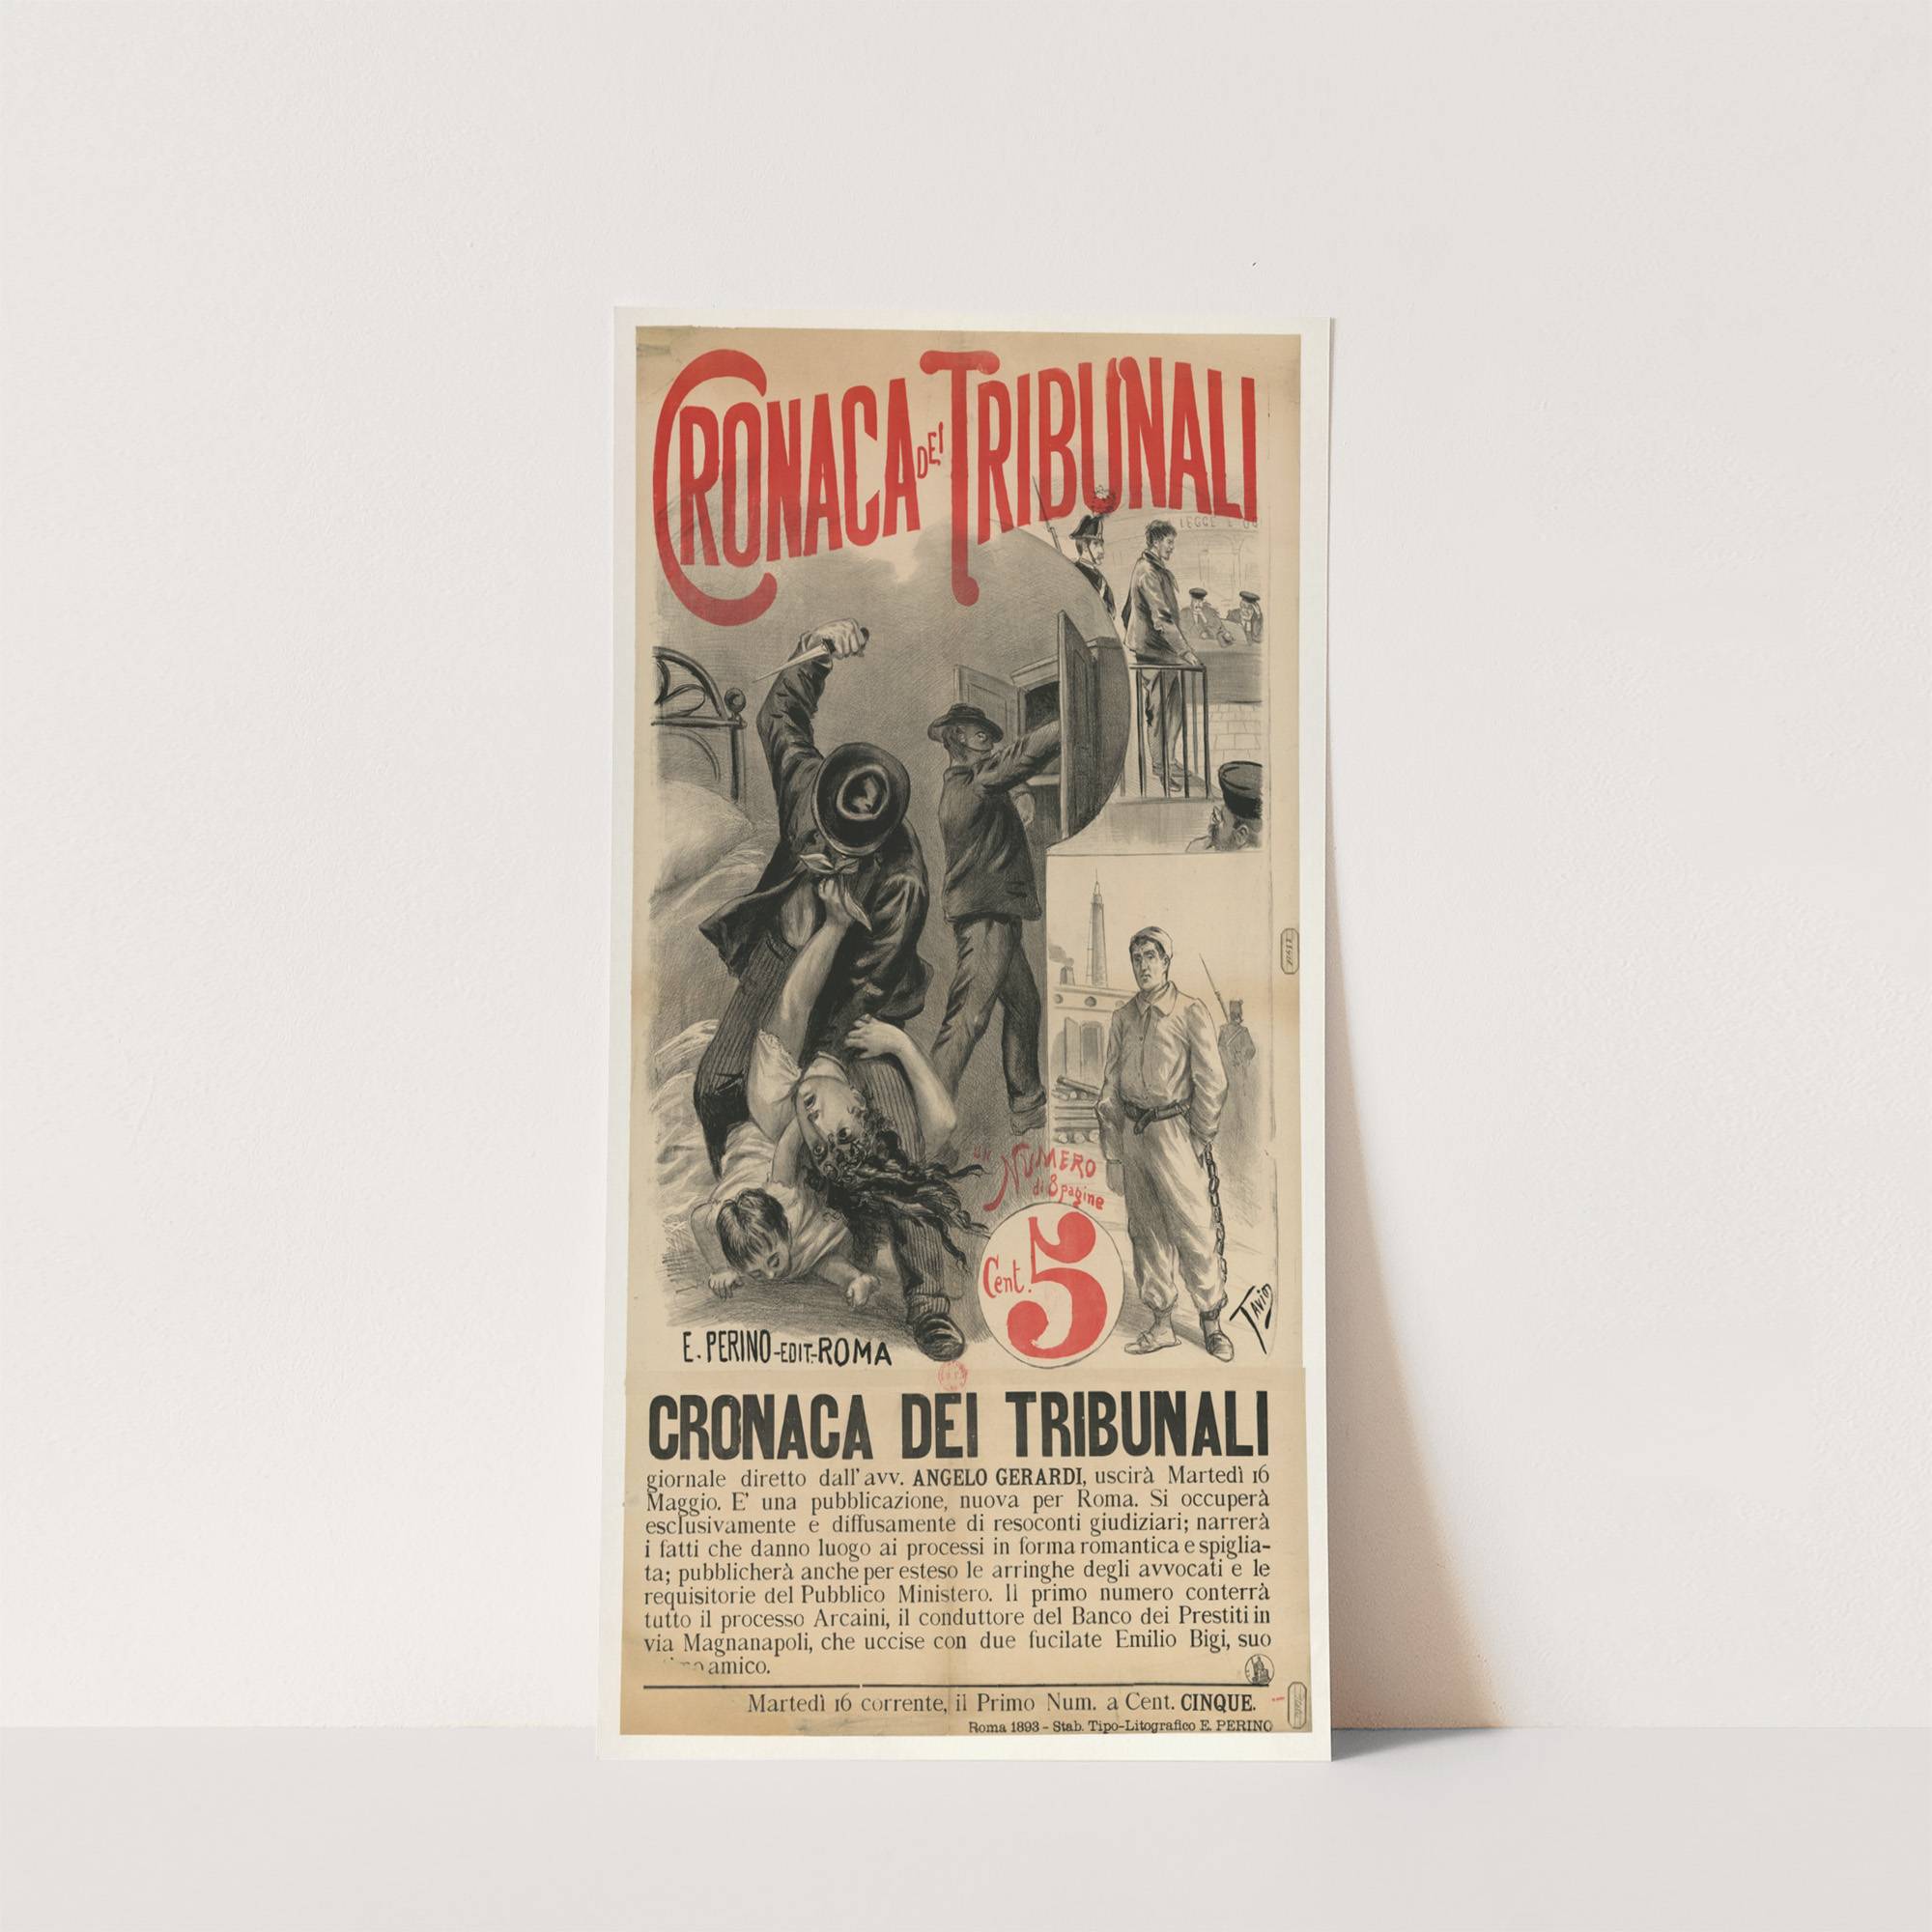 CRONACA DEI TRIBUNALI
LEGGE E
UN NUMERO
di 8 pagine
Cent. 5
Tavio
E. PERINO-EDIT-ROMA
CRONACA DEI TRIBUNALI
giornale diretto dall'avv. ANGELO GERARDI, uscirà Martedì 16
Maggio. E' una pubblicazione, nuova per Roma. Si occuperà
esclusivamente e diffusamente di resoconti giudiziari; narrerà
i fatti che danno luogo ai processi in forma romantica e spiglia-
ta; pubblicherà anche per esteso le arringhe degli avvocati e le
requisitorie del Pubblico Ministero. Il primo numero conterrà
tutto il processo Arcaini, il conduttore del Banco dei Prestiti in
via Magnanapoli, che uccise con due fucilate Emilio Bigi, suo
amico.
Martedì 16 corrente, il Primo Num. a Cent. CINQUE.
Roma 1893 - Stab. Tipo-Litografico E. PERINO